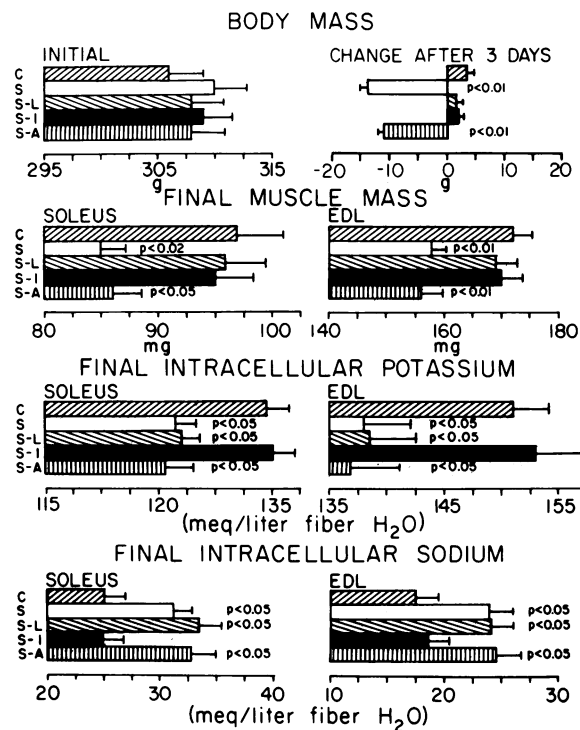 BODY MASS
INITIAL
CHANGE AFTER 3 DAYS
C
S
S-L
S-I
S-A
p<0.01
p<0.01
295 305 315
g
-20 -10 0 10 20
g
FINAL MUSCLE MASS
SOLEUS
EDL
C
S
S-L
S-I
S-A
p<0.02
p<0.05
p<0.01
p<0.01
80 90 100
mg
140 160 180
mg
FINAL INTRACELLULAR POTASSIUM
SOLEUS
EDL
C
S
S-L
S-I
S-A
p<0.05
p<0.05
p<0.05
p<0.05
p<0.05
p<0.05
115 125 135
135 145 155
(meq/liter fiber H₂O)
FINAL INTRACELLULAR SODIUM
SOLEUS
EDL
C
S
S-L
S-I
S-A
p<0.05
p<0.05
p<0.05
p<0.05
p<0.05
p<0.05
20 30 40
10 20 30
(meq/liter fiber H₂O)